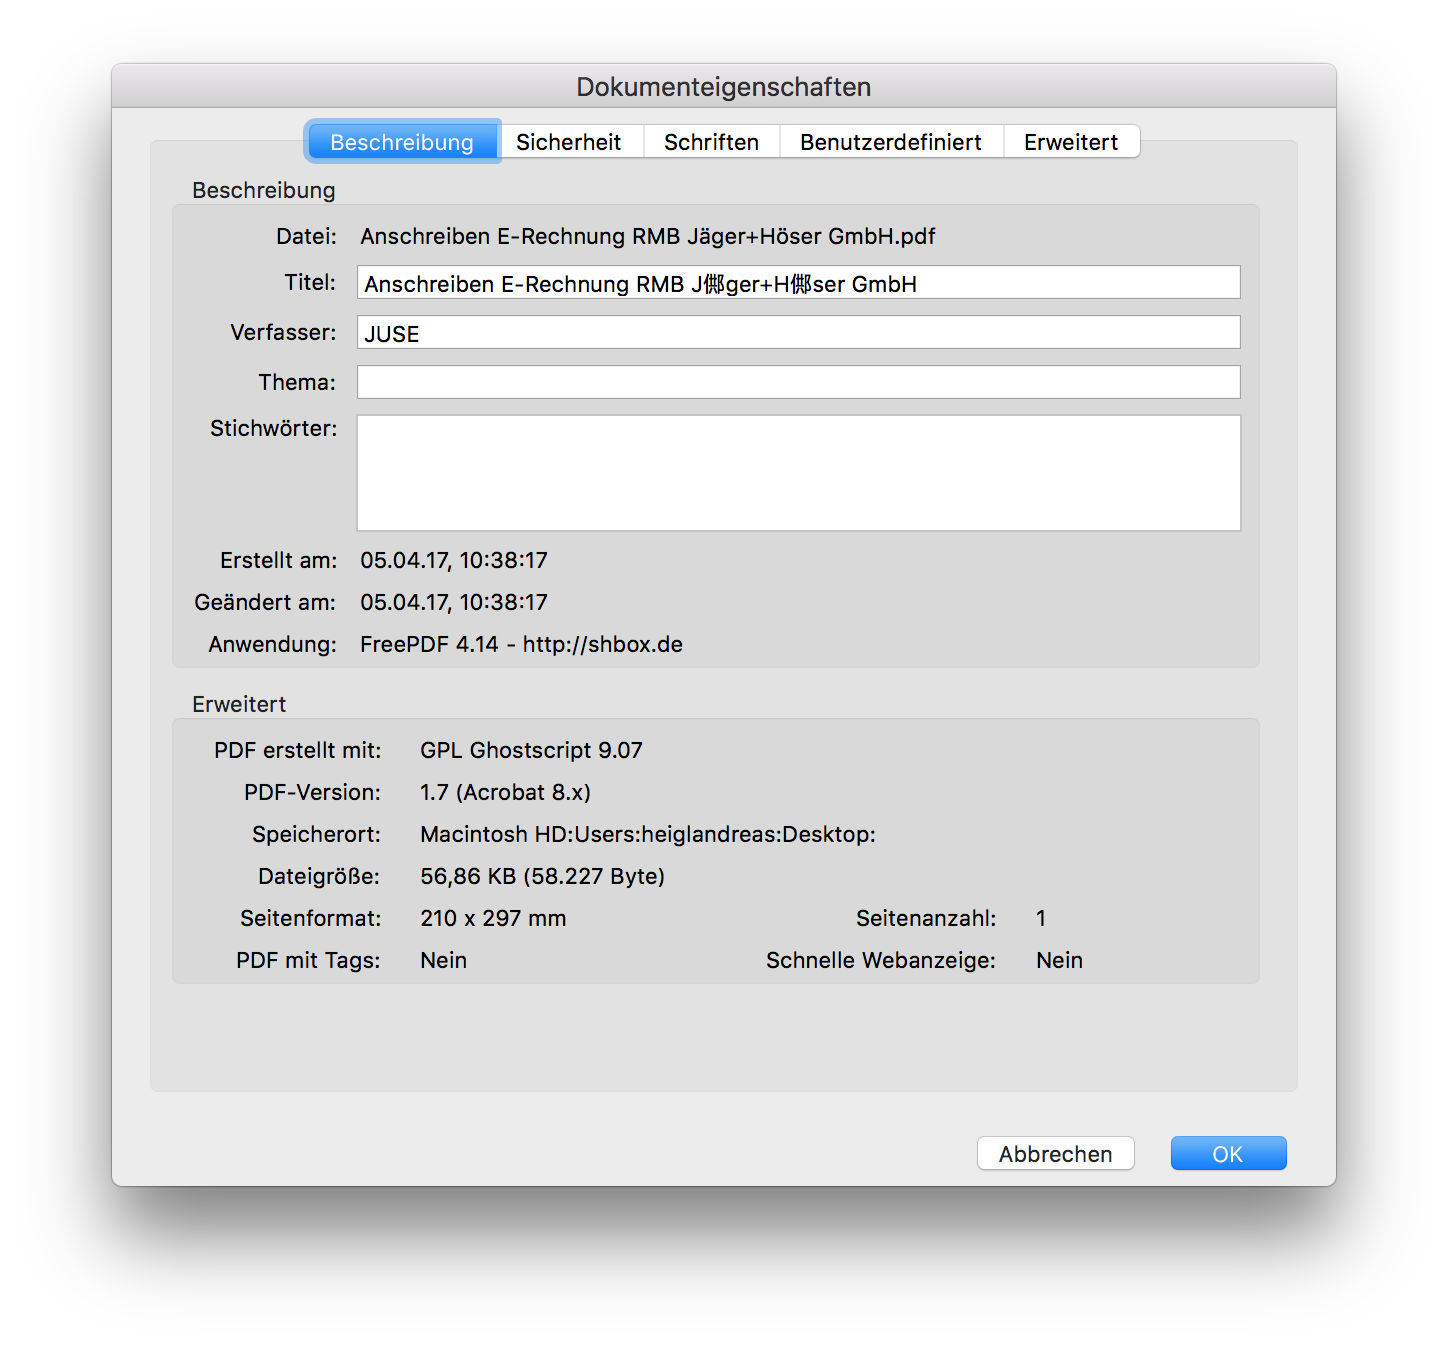 Dokumenteigenschaften
Beschreibung Sicherheit Schriften Benutzerdefiniert Erweitert
Beschreibung
Datei: Anschreiben E-Rechnung RMB Jäger+Höser GmbH.pdf
Titel: Anschreiben E-Rechnung RMB J鄮ger+H鄮ser GmbH
Verfasser: JUSE
Thema:
Stichwörter:
Erstellt am: 05.04.17, 10:38:17
Geändert am: 05.04.17, 10:38:17
Anwendung: FreePDF 4.14 - http://shbox.de
Erweitert
PDF erstellt mit: GPL Ghostscript 9.07
PDF-Version: 1.7 (Acrobat 8.x)
Speicherort: Macintosh HD:Users:heiglandreas:Desktop:
Dateigröße: 56,86 KB (58.227 Byte)
Seitenformat: 210 x 297 mm Seitenanzahl: 1
PDF mit Tags: Nein Schnelle Webanzeige: Nein
Abbrechen OK